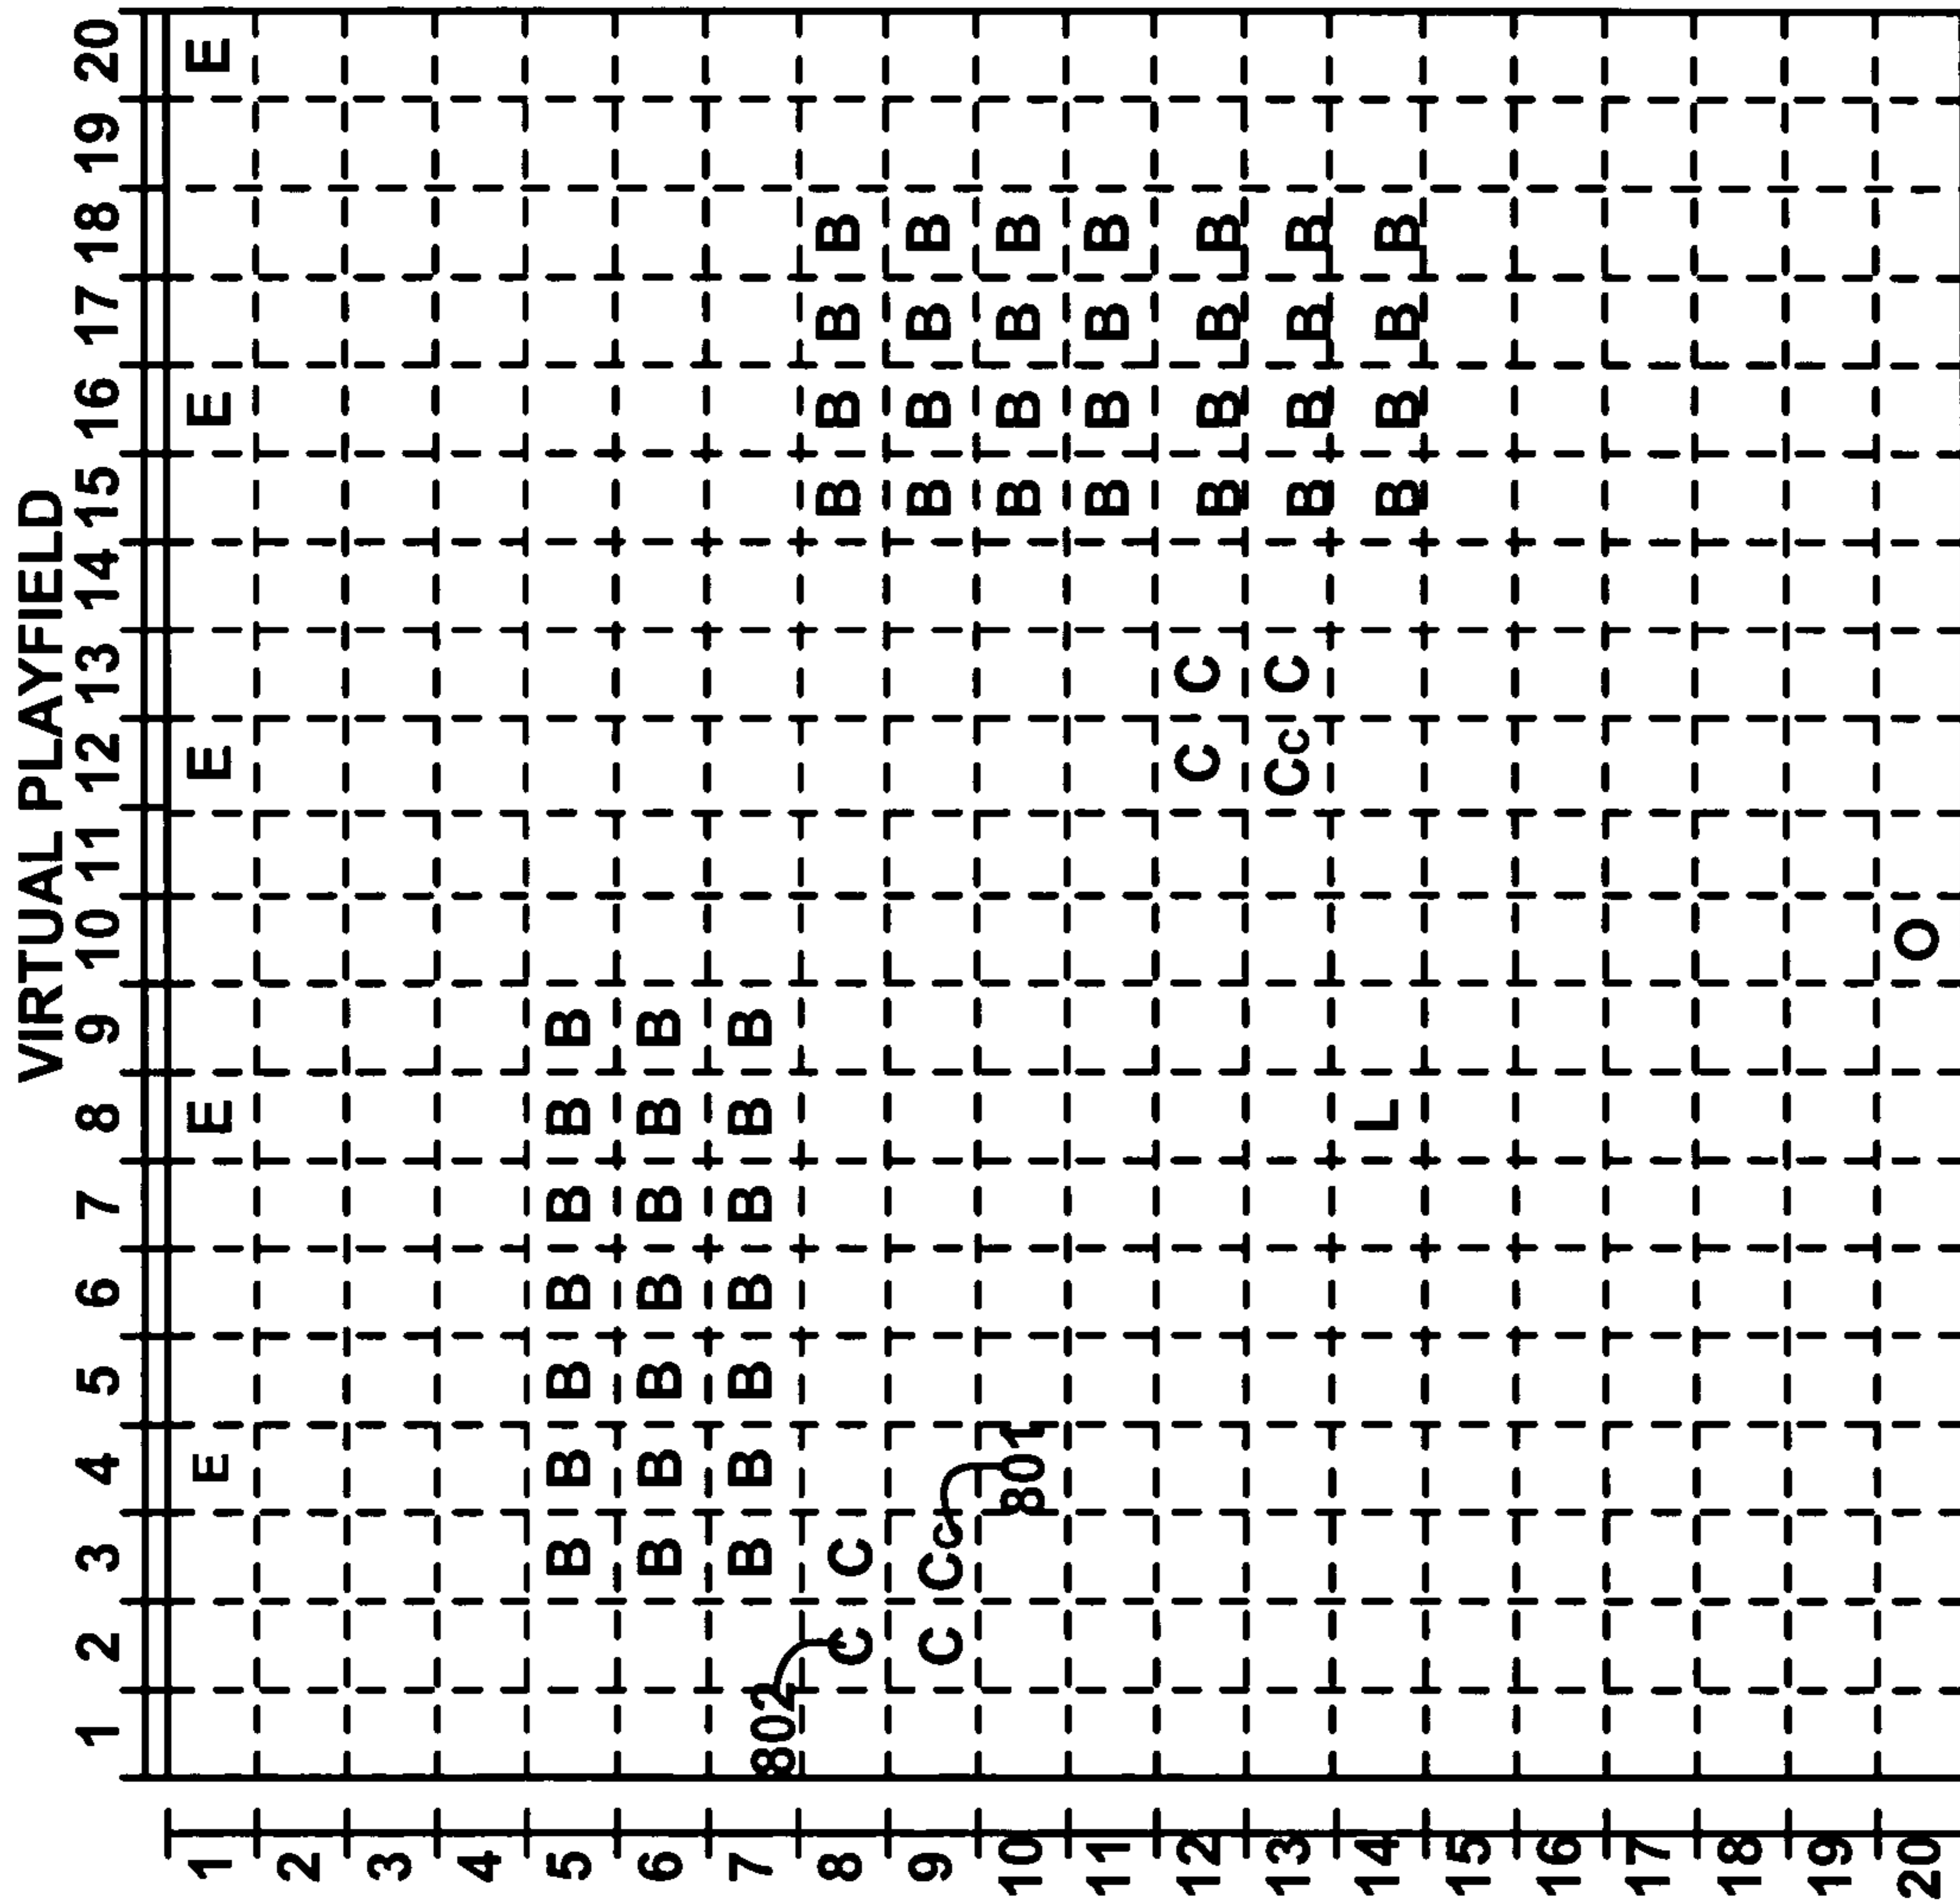 VIRTUAL PLAYFIELD
1 2 3 4 5 6 7 8 9 10 11 12 13 14 15 16 17 18 19 20
1 E E E E E
2
3
4
5 B B B B B B B
6 B B B B B B B
7 802 B B B B B B B
8 C C B B B B
9 C Cc B B B B
10 801 B B B B
11 B B B B
12 C C B B B B
13 Cc C B B B B
14 L B B B B
15
16
17
18
19
20 O